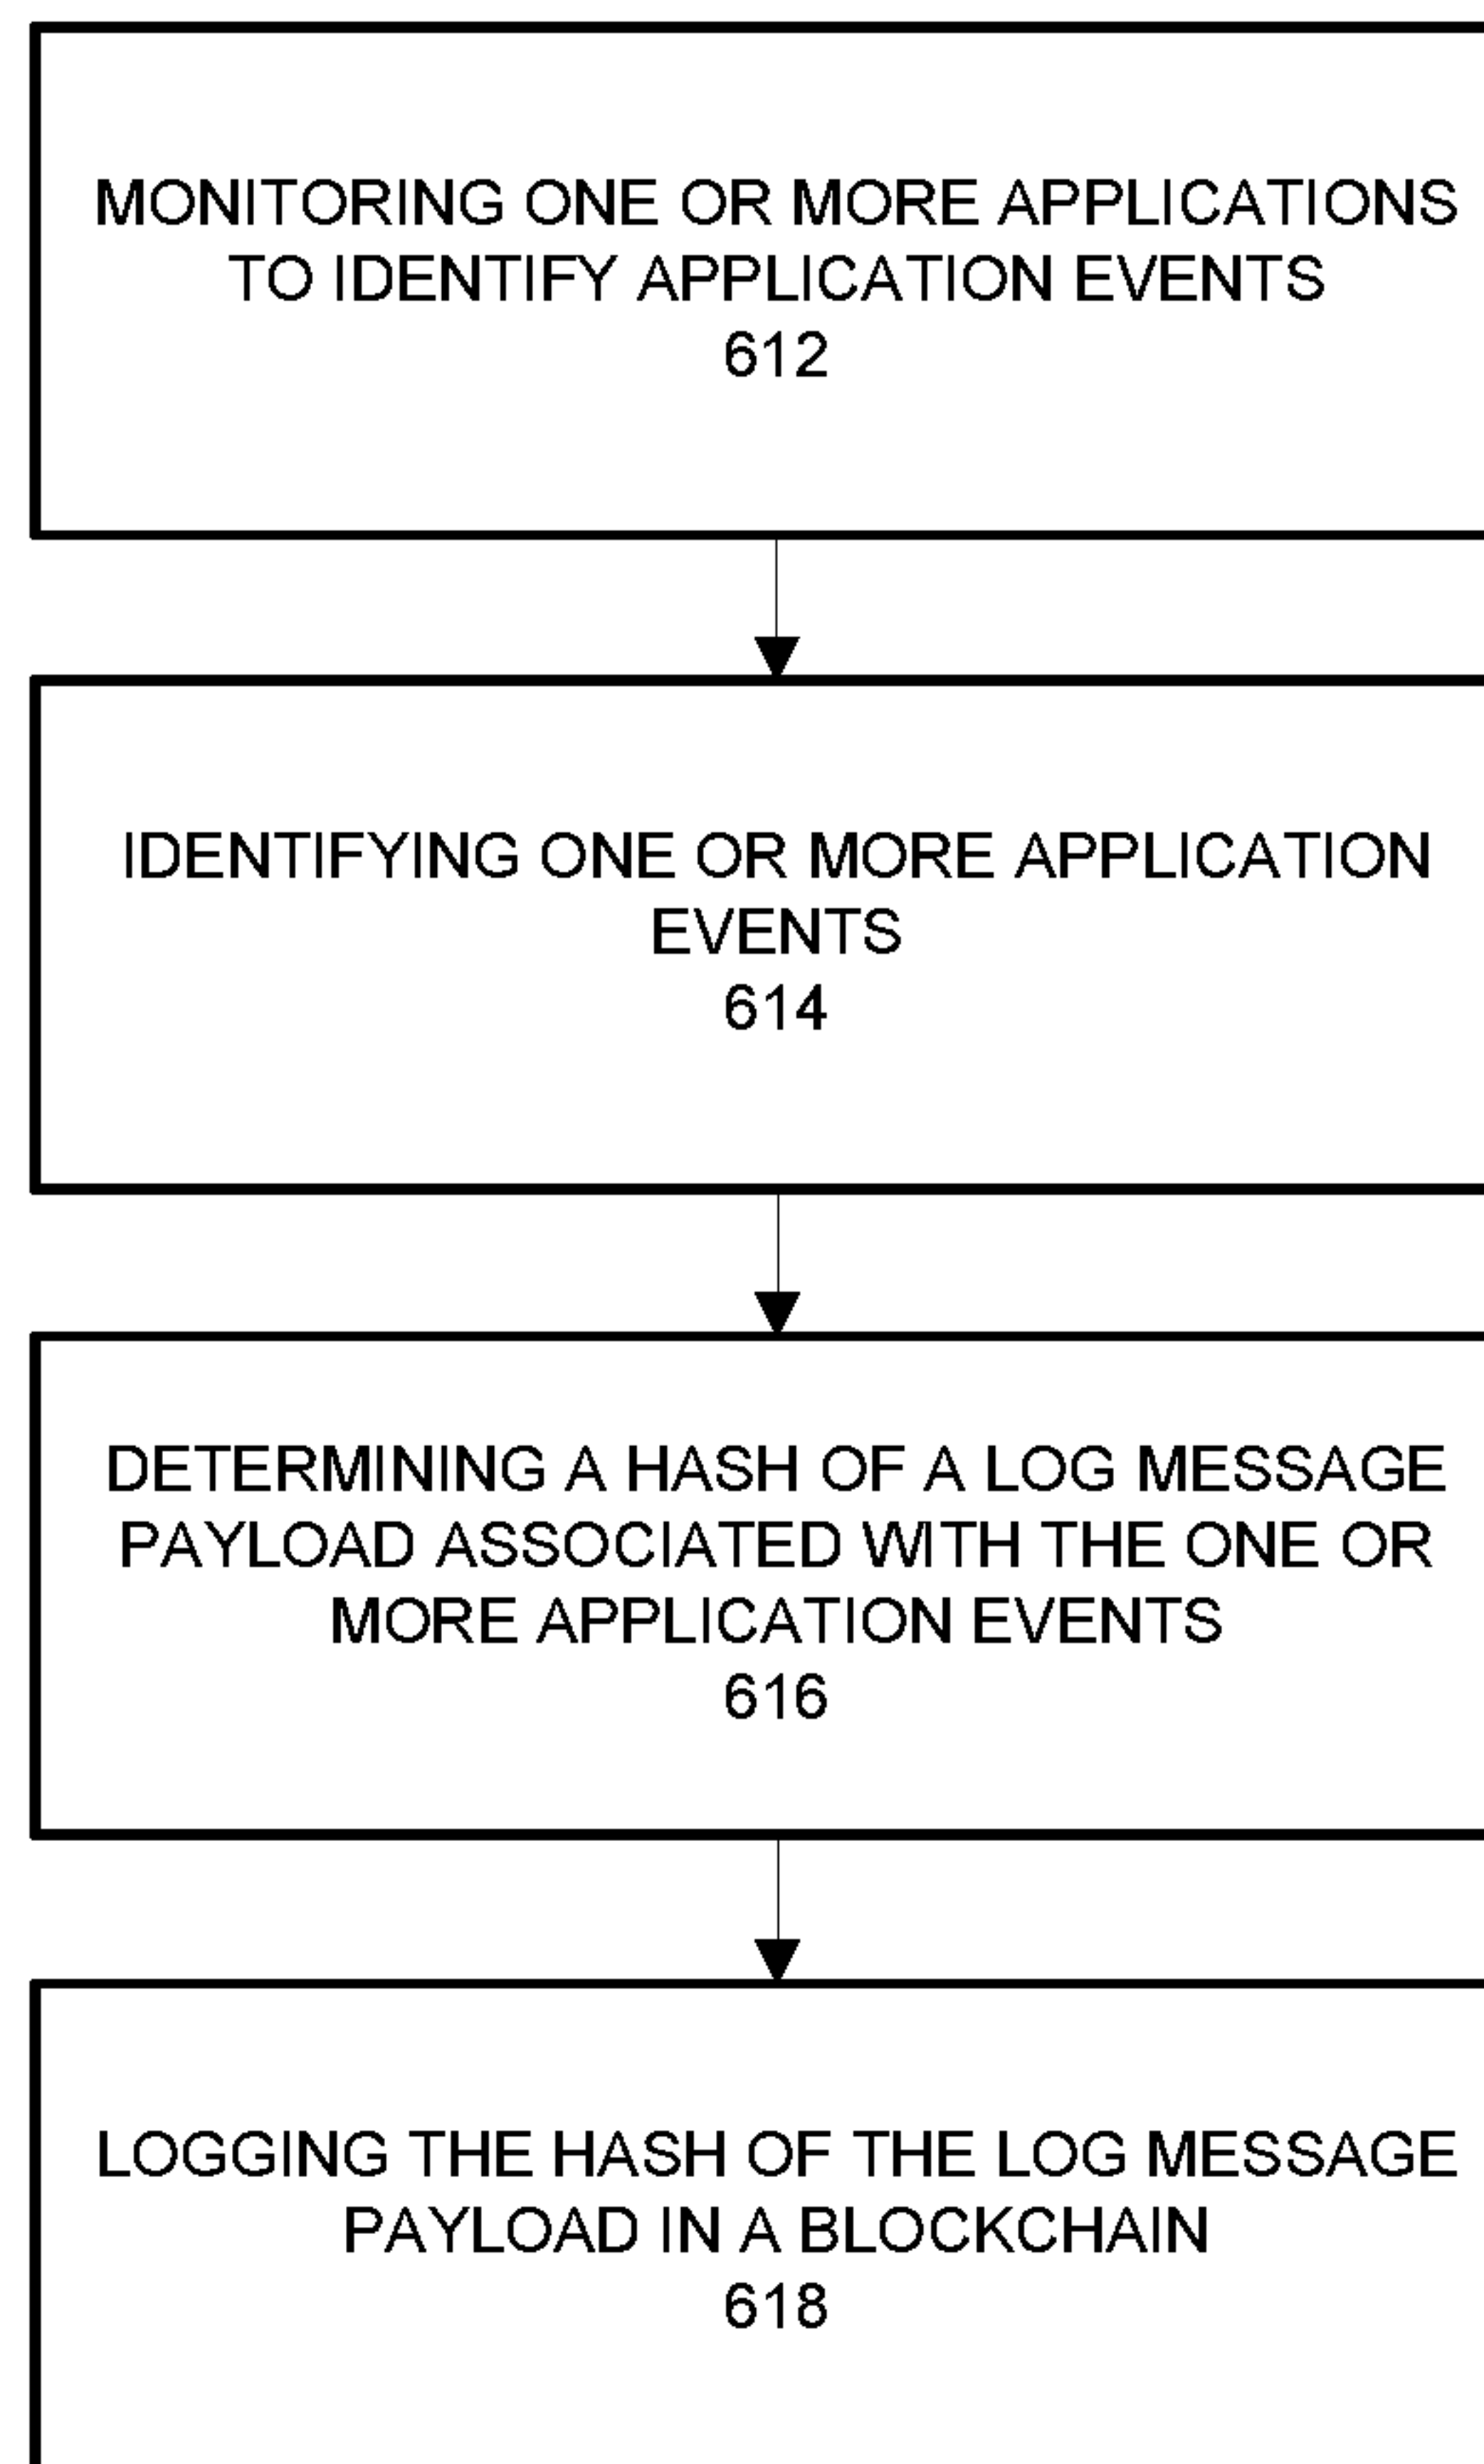 MONITORING ONE OR MORE APPLICATIONS
TO IDENTIFY APPLICATION EVENTS
612
IDENTIFYING ONE OR MORE APPLICATION
EVENTS
614
DETERMINING A HASH OF A LOG MESSAGE
PAYLOAD ASSOCIATED WITH THE ONE OR
MORE APPLICATION EVENTS
616
LOGGING THE HASH OF THE LOG MESSAGE
PAYLOAD IN A BLOCKCHAIN
618